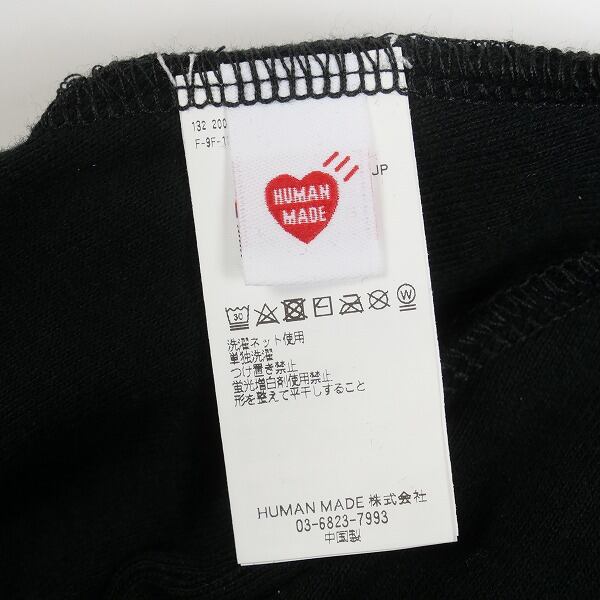 132 200
F-9F-1
JP
HUMAN
MADE
30
W
洗濯ネット使用
単独洗濯
つけ置き禁止
蛍光増白剤使用禁止
形を整えて平干しすること
HUMAN MADE 株式会社
03-6823-7993
中国製